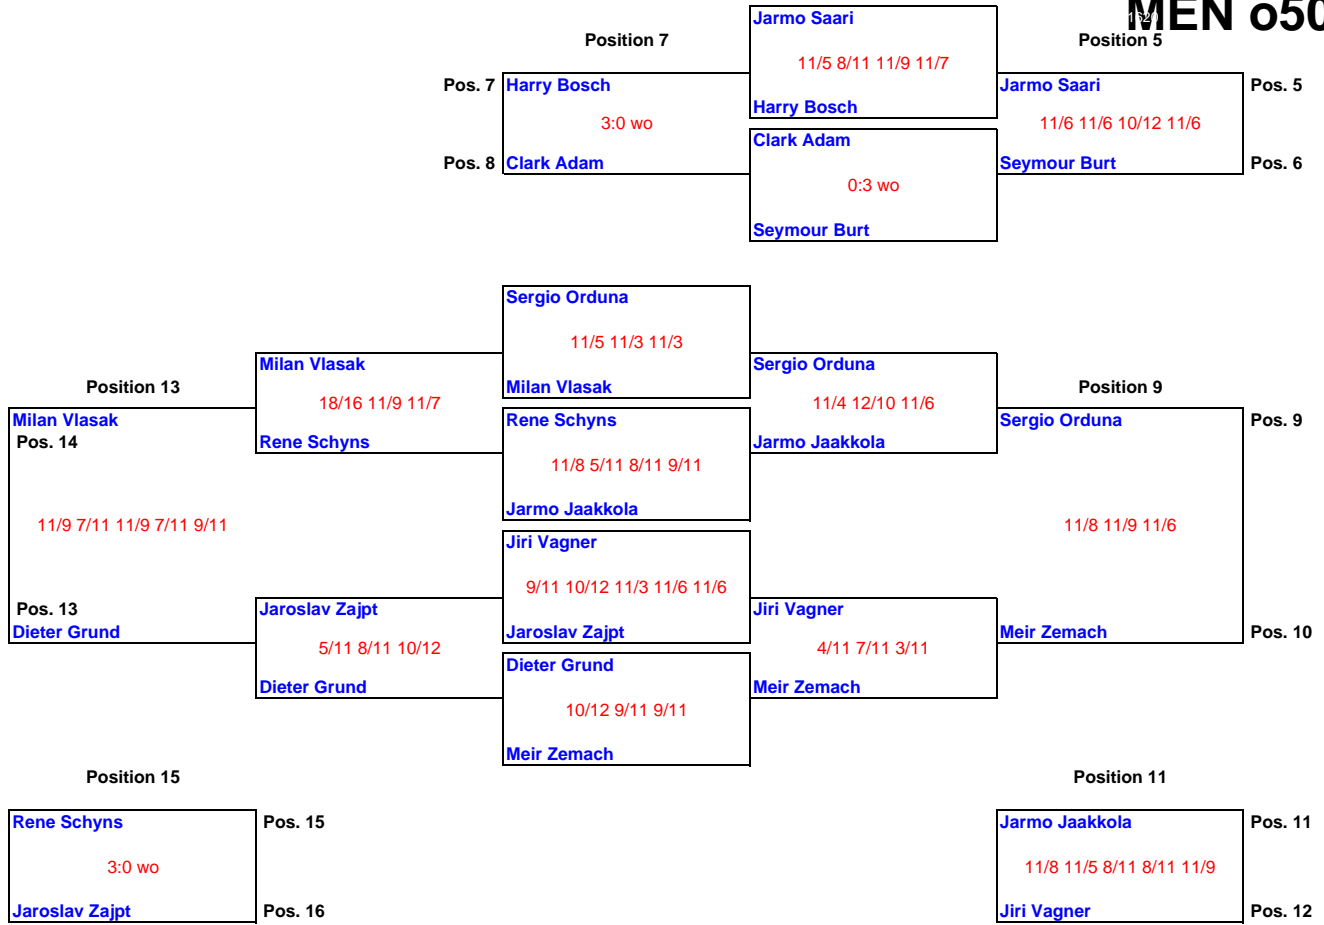 MEN o50
1620
Jarmo Saari
Position 7
Position 5
11/5 8/11 11/9 11/7
Pos. 7
Harry Bosch
Jarmo Saari
Pos. 5
Harry Bosch
3:0 wo
11/6 11/6 10/12 11/6
Clark Adam
Pos. 8
Clark Adam
Seymour Burt
Pos. 6
0:3 wo
Seymour Burt
Sergio Orduna
11/5 11/3 11/3
Milan Vlasak
Sergio Orduna
Position 13
Milan Vlasak
Position 9
18/16 11/9 11/7
11/4 12/10 11/6
Milan Vlasak
Rene Schyns
Sergio Orduna
Pos. 9
Pos. 14
Rene Schyns
Jarmo Jaakkola
11/8 5/11 8/11 9/11
Jarmo Jaakkola
11/9 7/11 11/9 7/11 9/11
11/8 11/9 11/6
Jiri Vagner
9/11 10/12 11/3 11/6 11/6
Pos. 13
Jaroslav Zajpt
Jiri Vagner
Dieter Grund
Jaroslav Zajpt
Meir Zemach
Pos. 10
5/11 8/11 10/12
4/11 7/11 3/11
Dieter Grund
Dieter Grund
Meir Zemach
10/12 9/11 9/11
Meir Zemach
Position 15
Position 11
Rene Schyns
Pos. 15
Jarmo Jaakkola
Pos. 11
3:0 wo
11/8 11/5 8/11 8/11 11/9
Jaroslav Zajpt
Pos. 16
Jiri Vagner
Pos. 12